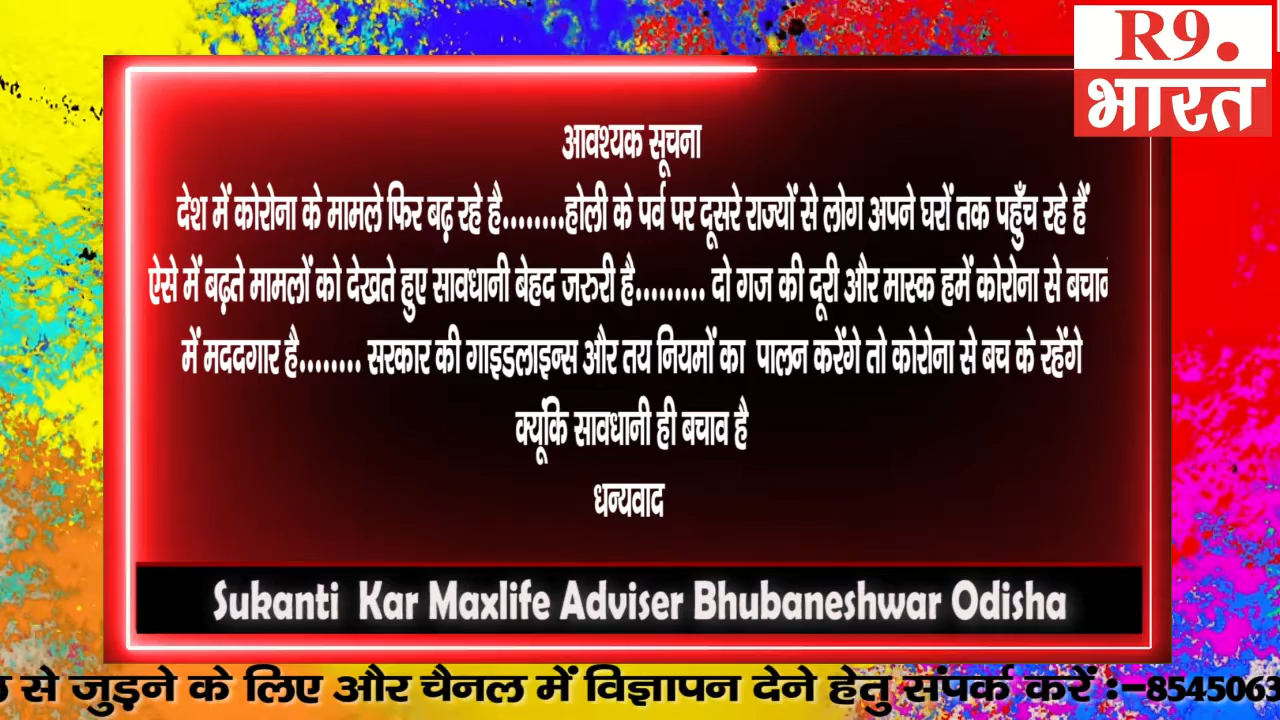 R9.
भारत
आवश्यक सूचना
देश में कोरोना के मामले फिर बढ़ रहे है........होली के पर्व पर दूसरे राज्यों से लोग अपने घरों तक पहुँच रहे हैं
ऐसे में बढ़ते मामलों को देखते हुए सावधानी बेहद जरुरी है......... दो गज की दूरी और मास्क हमें कोरोना से
में मददगार है........ सरकार की गाइडलाइन्स और तय नियमों का पालन करेंगे तो कोरोना से बच के रहेंगे
क्यूंकि सावधानी ही बचाव है
धन्यवाद
Sukanti Kar Maxlife Adviser Bhubaneshwar Odisha
से जुड़ने के लिए और चैनल में विज्ञापन देने हेतु संपर्क करें :-854506